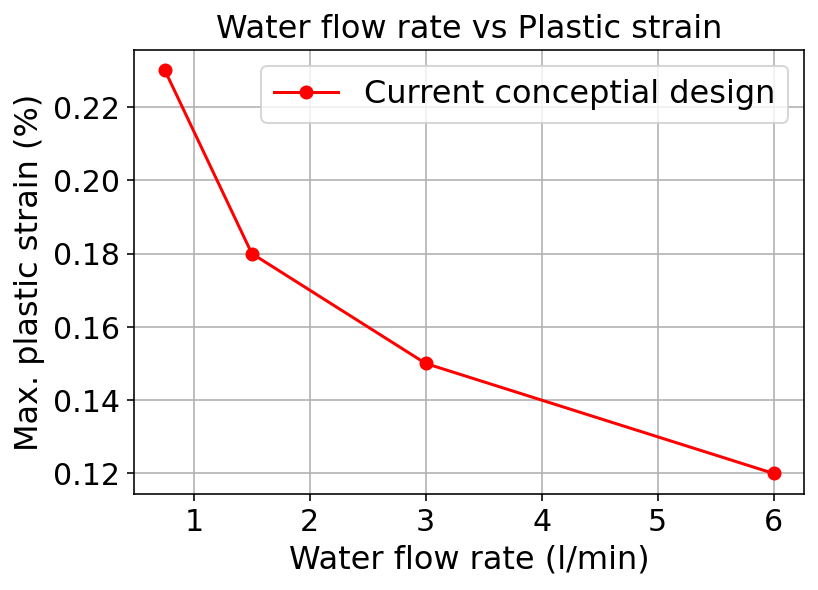 Water flow rate vs Plastic strain
Current conceptial design
Max. plastic strain (%)
0.22
0.20
0.18
0.16
0.14
0.12
1 2 3 4 5 6
Water flow rate (l/min)